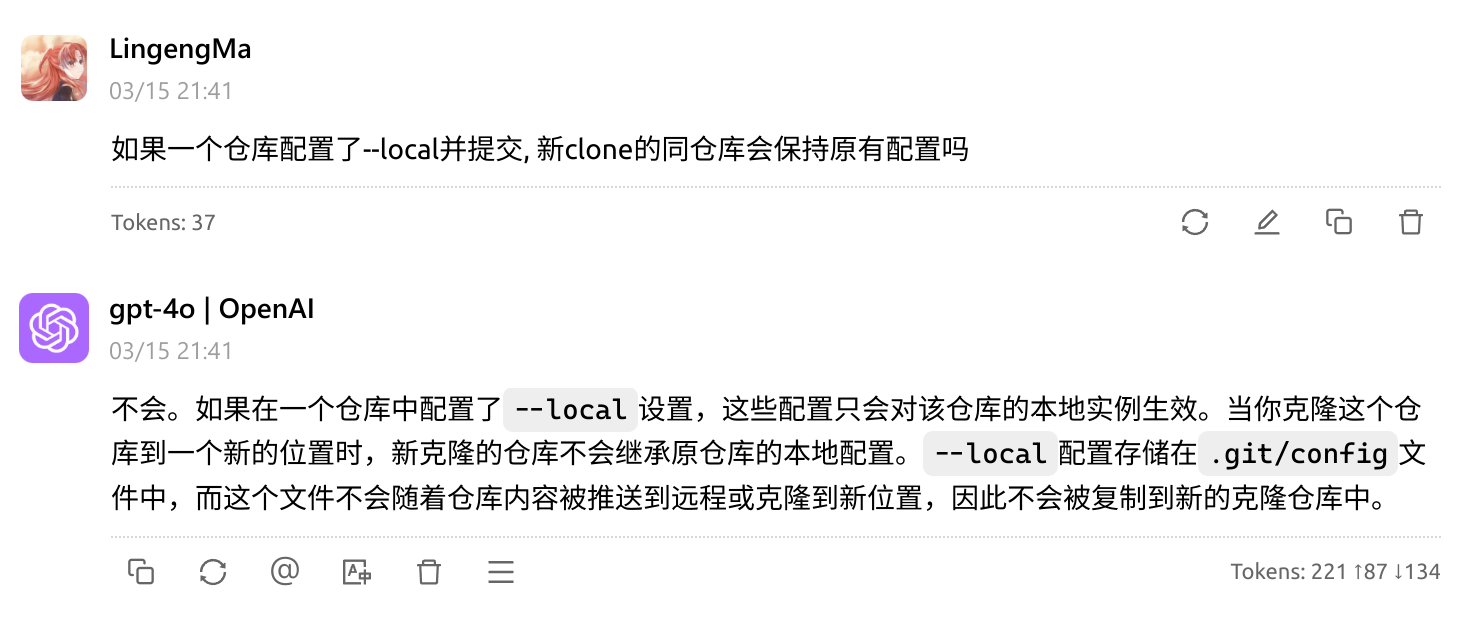 LingengMa
03/15 21:41
如果一个仓库配置了--local并提交, 新clone的同仓库会保持原有配置吗
Tokens: 37
gpt-4o | OpenAI
03/15 21:41
不会。如果在一个仓库中配置了 --local 设置，这些配置只会对该仓库的本地实例生效。当你克隆这个仓
库到一个新的位置时，新克隆的仓库不会继承原仓库的本地配置。 --local 配置存储在 .git/config 文
件中，而这个文件不会随着仓库内容被推送到远程或克隆到新位置，因此不会被复制到新的克隆仓库中。
Tokens: 221 ↑87 ↓134